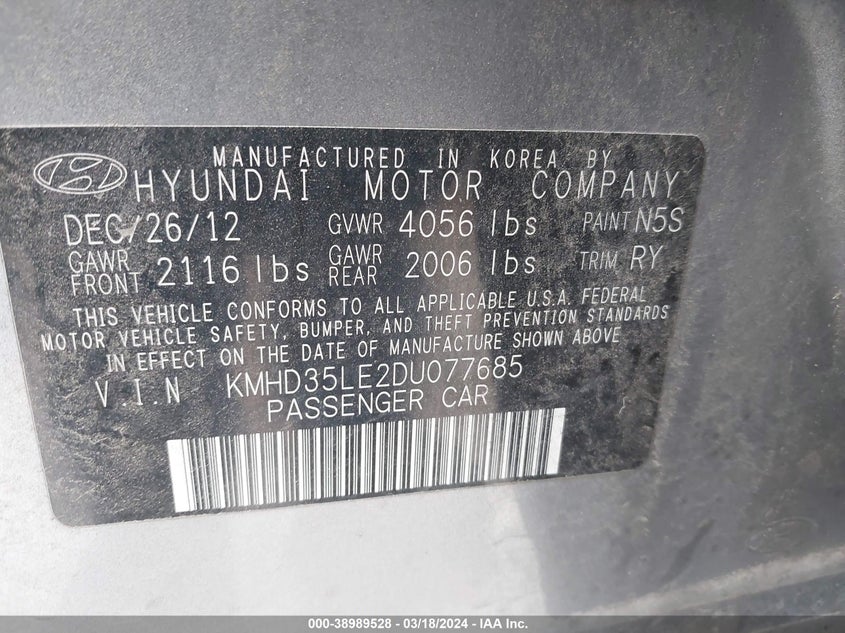 MANUFACTURED IN KOREA BY
HYUNDAI MOTOR COMPANY
DEC/26/12 GVWR 4056 lbs PAINT N5S
GAWR FRONT 2116 lbs GAWR REAR 2006 lbs TRIM RY
THIS VEHICLE CONFORMS TO ALL APPLICABLE U.S.A. FEDERAL
MOTOR VEHICLE SAFETY, BUMPER, AND THEFT PREVENTION STANDARDS
IN EFFECT ON THE DATE OF MANUFACTURE SHOWN ABOVE
V.I.N KMHD35LE2DU077685
PASSENGER CAR
000-38989528 - 03/18/2024 - IAA Inc.